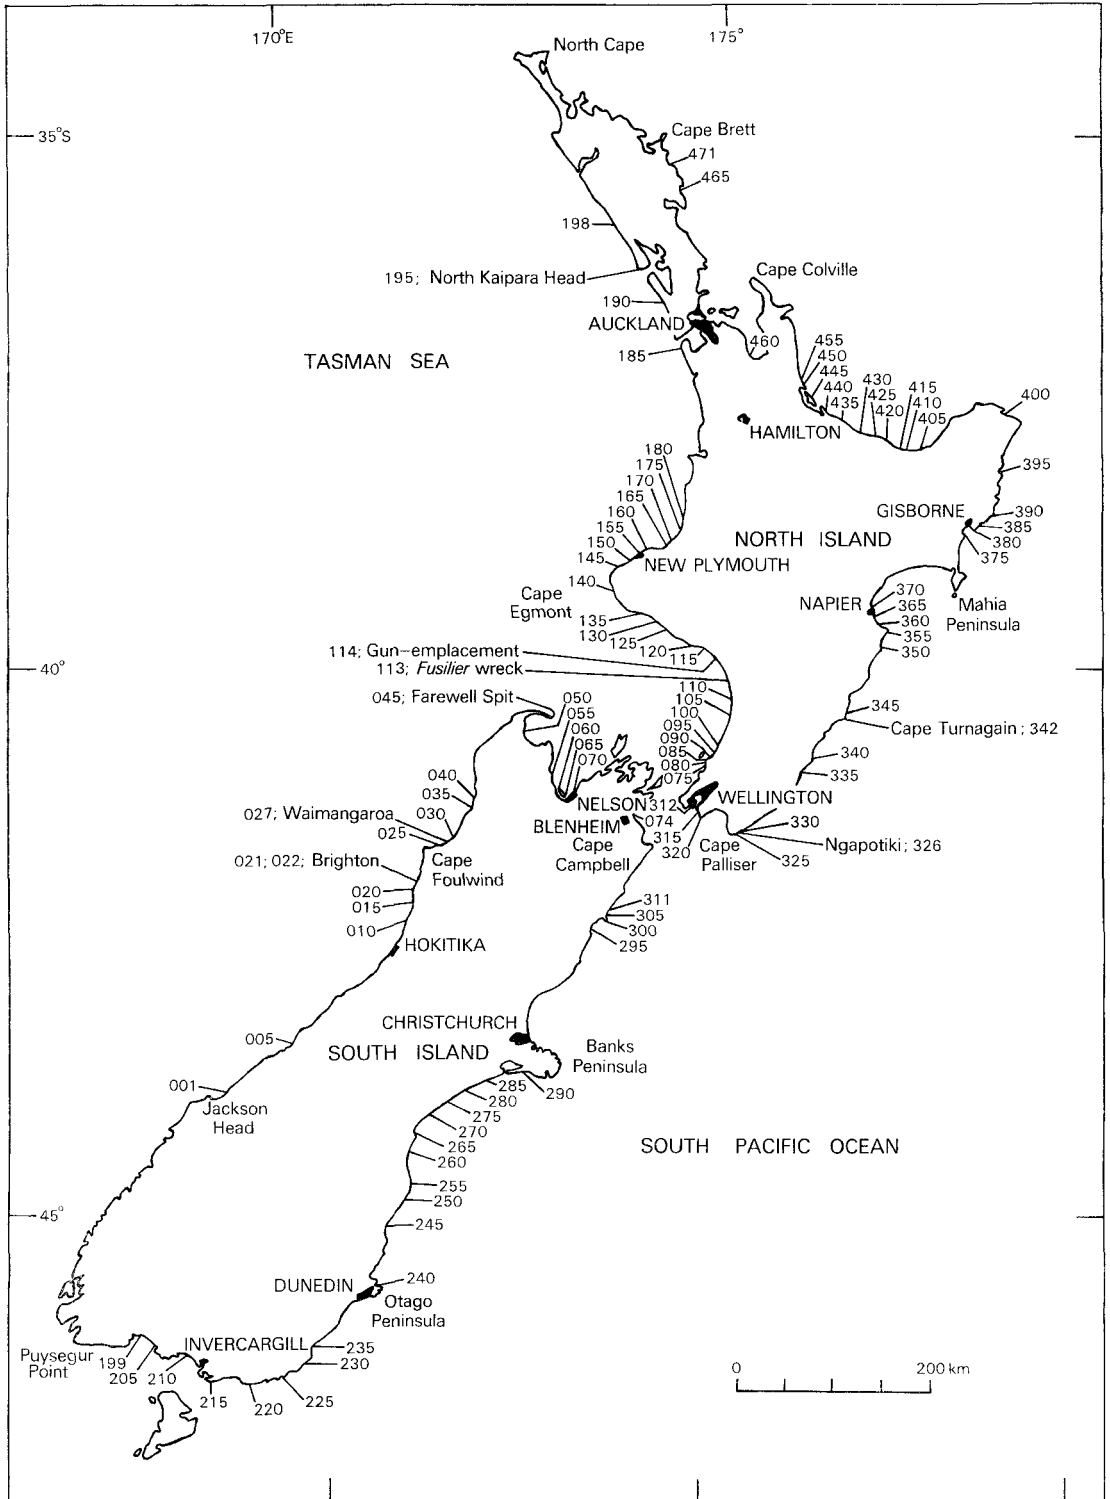 170°E
175°
North Cape
35°S
Cape Brett
471
465
198
195; North Kaipara Head
Cape Colville
190
AUCKLAND
460
185
TASMAN SEA
455
450
445
440
435
430
425
420
415
410
405
400
HAMILTON
395
180
175
170
165
160
155
150
145
140
GISBORNE
390
385
380
375
NORTH ISLAND
NEW PLYMOUTH
Cape
Egmont
NAPIER
370
365
360
355
350
Mahia
Peninsula
135
130
125
120
115
114; Gun-emplacement
113; Fusilier wreck
40°
045; Farewell Spit
050
055
060
065
070
110
105
100
095
090
085
080
075
345
Cape Turnagain; 342
340
335
040
035
030
027; Waimangaroa
025
NELSON
312
WELLINGTON
BLENHEIM
074
315
320
Cape
Campbell
Cape
Palliser
330
Ngapotiki; 326
325
021; 022; Brighton
Cape
Foulwind
020
015
010
HOKITIKA
311
305
300
295
CHRISTCHURCH
005
SOUTH ISLAND
Banks
Peninsula
001
Jackson
Head
290
285
280
275
270
265
260
255
250
245
SOUTH PACIFIC OCEAN
45°
240
DUNEDIN
Otago
Peninsula
INVERCARGILL
235
230
225
220
215
210
205
199
Puysegur
Point
0
200 km